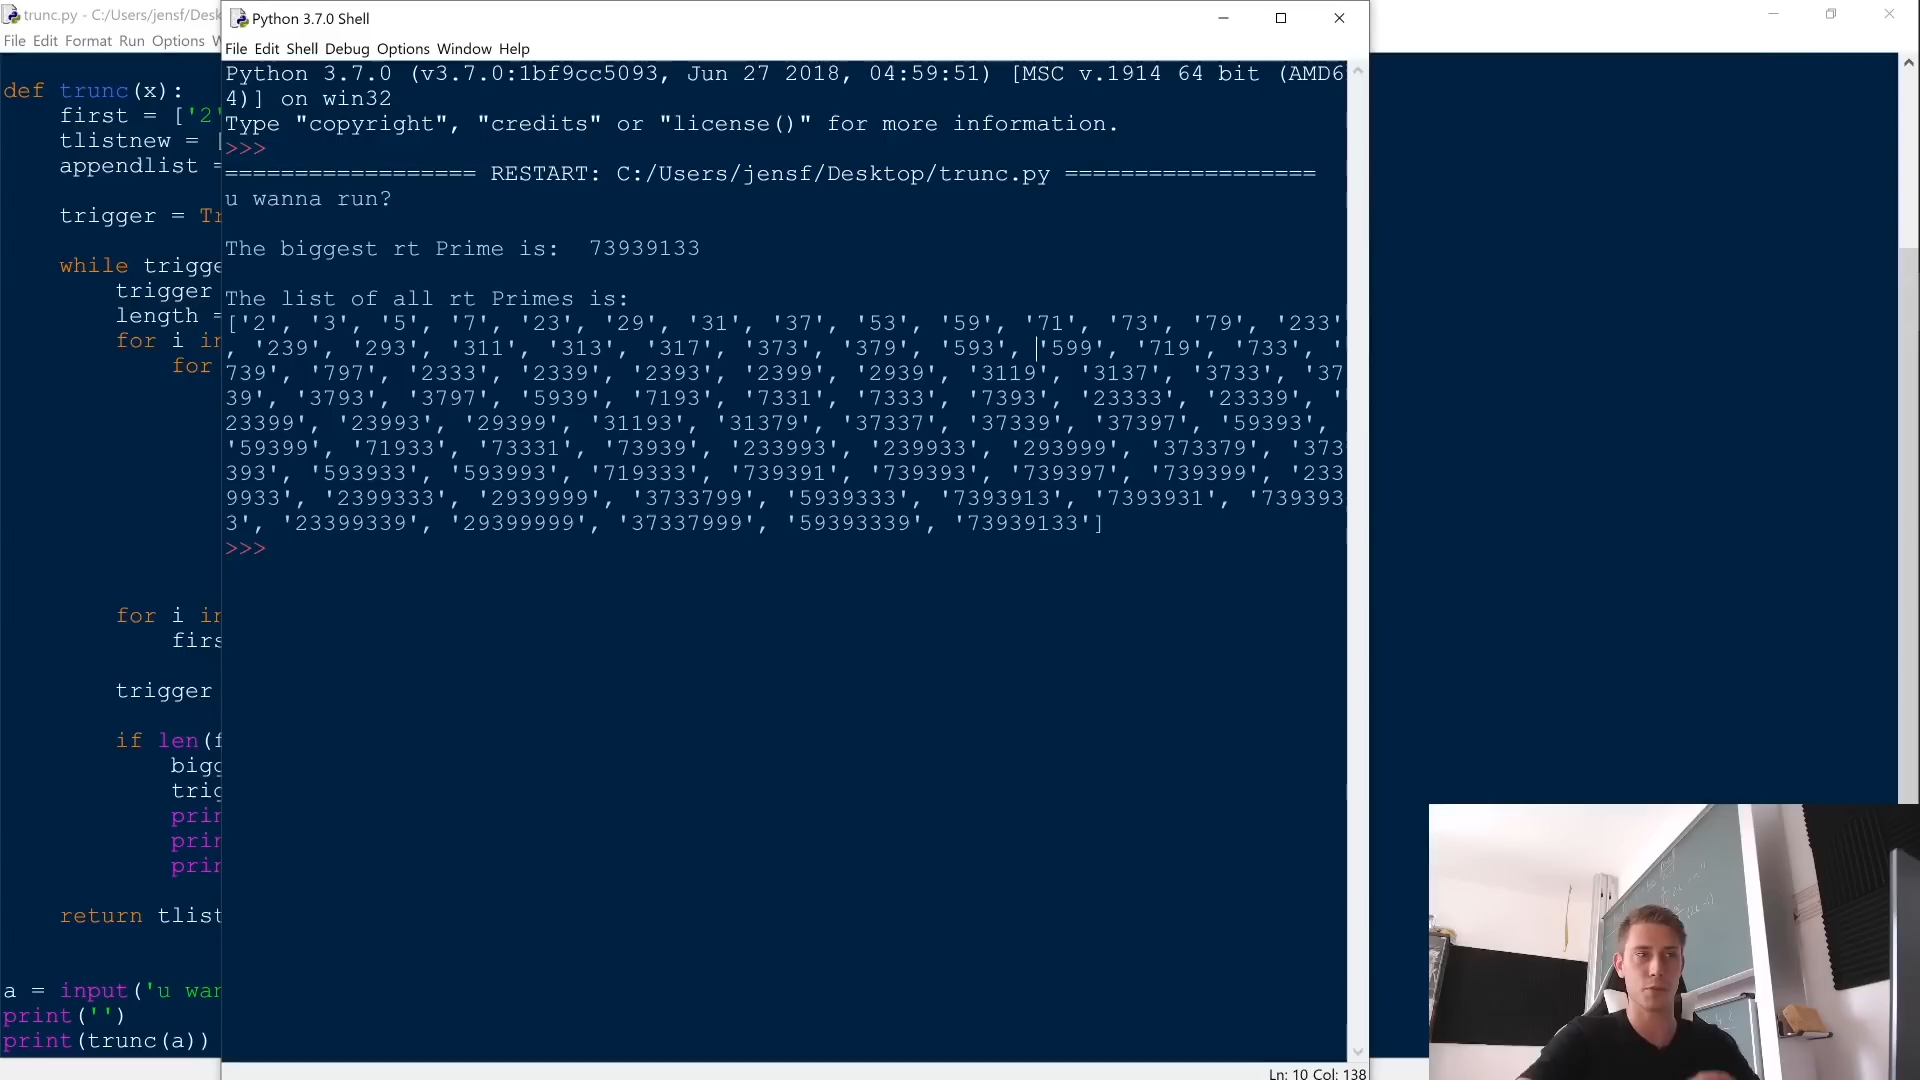 trunc.py - C:/Users/jensf/Desk
File Edit Format Run Options W
def trunc(x):
first = ['2'
tlistnew = [
appendlist =
trigger = Tr
while trigge
trigger
length =
for i in
for
for i in
firs
trigger
if len(f
bigg
trig
prin
prin
prin
return tlist
a = input('u wan
print('')
print(trunc(a))
Python 3.7.0 Shell
File Edit Shell Debug Options Window Help
Python 3.7.0 (v3.7.0:1bf9cc5093, Jun 27 2018, 04:59:51) [MSC v.1914 64 bit (AMD6
4)] on win32
Type "copyright", "credits" or "license()" for more information.
>>>
================== RESTART: C:/Users/jensf/Desktop/trunc.py ==================
u wanna run?
The biggest rt Prime is:  73939133
The list of all rt Primes is:
['2', '3', '5', '7', '23', '29', '31', '37', '53', '59', '71', '73', '79', '233'
, '239', '293', '311', '313', '317', '373', '379', '593', '599', '719', '733', '
739', '797', '2333', '2339', '2393', '2399', '2939', '3119', '3137', '3733', '37
39', '3793', '3797', '5939', '7193', '7331', '7333', '7393', '23333', '23339', '
23399', '23993', '29399', '31193', '31379', '37337', '37339', '37397', '59393',
'59399', '71933', '73331', '73939', '233993', '239933', '293999', '373379', '373
393', '593933', '593993', '719333', '739391', '739393', '739397', '739399', '233
9933', '2399333', '2939999', '3733799', '5939333', '7393913', '7393931', '739393
3', '23399339', '29399999', '37337999', '59393339', '73939133']
>>>
Ln: 10 Col: 138